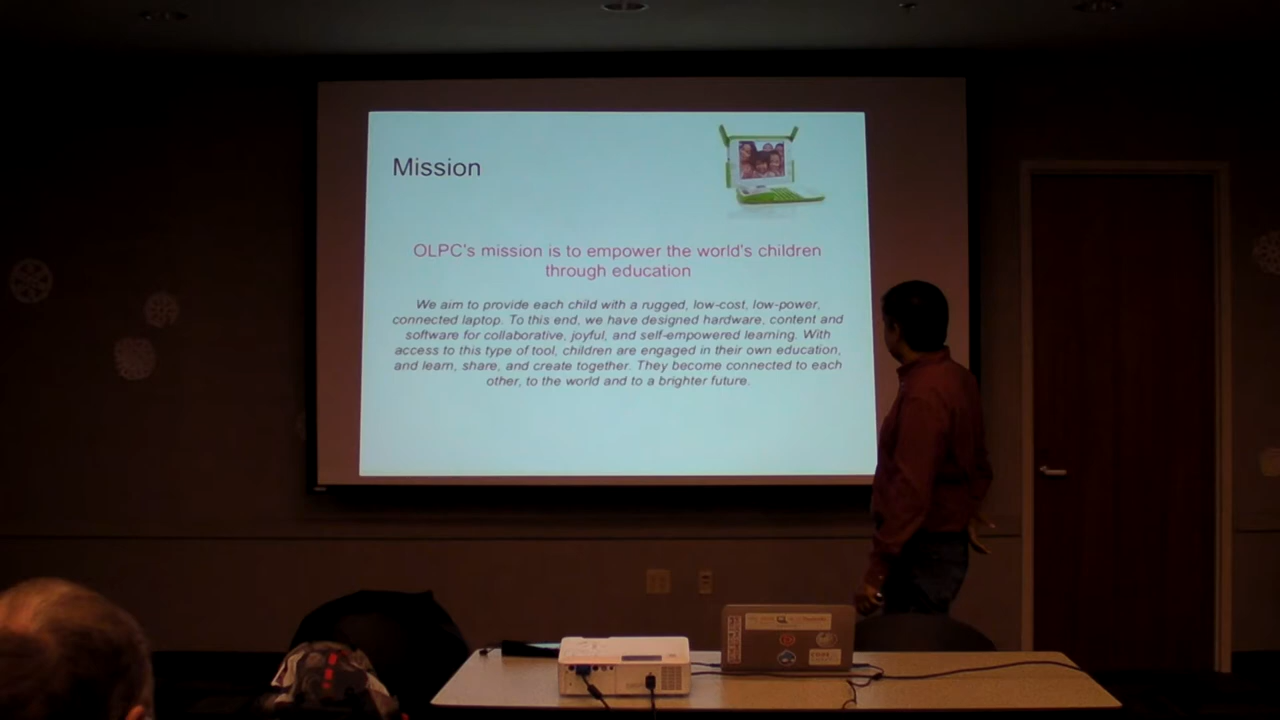 Mission
OLPC's mission is to empower the world's children
through education
We aim to provide each child with a rugged, low-cost, low-power,
connected laptop. To this end, we have designed hardware, content and
software for collaborative, joyful, and self-empowered learning. With
access to this type of tool, children are engaged in their own education,
and learn, share, and create together. They become connected to each
other, to the world and to a brighter future.